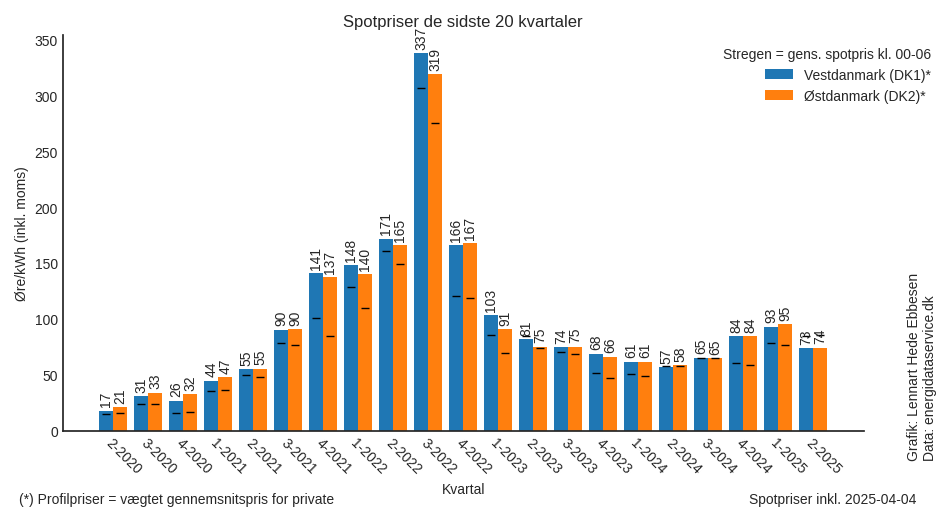 Spotpriser de sidste 20 kvartaler
Stregen = gens. spotpris kl. 00-06
Vestdanmark (DK1)*
Østdanmark (DK2)*
Øre/kWh (inkl. moms)
350
300
250
200
150
100
50
0
17 21 31 33 26 32 44 47 55 55 90 90 141 137 148 140 171 165 337 319 166 167 103 91 81 75 74 75 68 66 61 61 57 58 65 65 84 84 93 95 73 74
2-2020 3-2020 4-2020 1-2021 2-2021 3-2021 4-2021 1-2022 2-2022 3-2022 4-2022 1-2023 2-2023 3-2023 4-2023 1-2024 2-2024 3-2024 4-2024 1-2025 2-2025
Kvartal
(*) Profilpriser = vægtet gennemsnitspris for private
Spotpriser inkl. 2025-04-04
Grafik: Lennart Hede Ebbesen
Data: energidataservice.dk